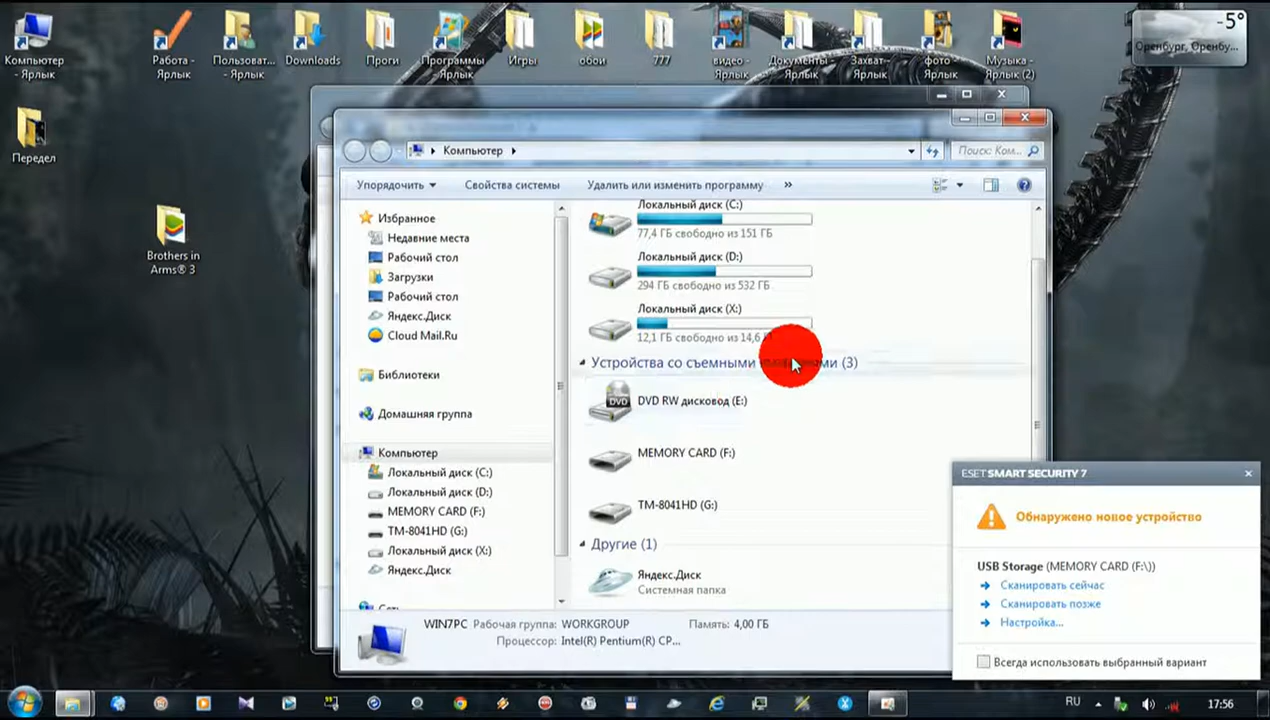 Компьютер
- Ярлык
Работа -
Ярлык
Пользоват...
- Ярлык
Downloads
Проги
Программы
- Ярлык
Игры
обои
777
видео -
Ярлык
Документы -
Ярлык
Захват -
Ярлык
фото -
Ярлык
Музыка -
Ярлык (2)
-5°
Оренбург, Оренбу...
Передел
Brothers in
Arms® 3
Компьютер
Поиск: Ком...
Упорядочить
Свойства системы
Удалить или изменить программу
»
Избранное
Недавние места
Рабочий стол
Загрузки
Рабочий стол
Яндекс.Диск
Cloud Mail.Ru
Библиотеки
Домашняя группа
Компьютер
Локальный диск (C:)
Локальный диск (D:)
MEMORY CARD (F:)
TM-8041HD (G:)
Локальный диск (X:)
Яндекс.Диск
Локальный диск (C:)
77,4 ГБ свободно из 151 ГБ
Локальный диск (D:)
294 ГБ свободно из 532 ГБ
Локальный диск (X:)
12,1 ГБ свободно из 14,6
Устройства со съемными (3)
DVD RW дисковод (E:)
MEMORY CARD (F:)
TM-8041HD (G:)
Другие (1)
Яндекс.Диск
Системная папка
WIN7PC Рабочая группа: WORKGROUP Память: 4,00 ГБ
Процессор: Intel(R) Pentium(R) CP...
ESET SMART SECURITY 7
Обнаружено новое устройство
USB Storage (MEMORY CARD (F:\))
Сканировать сейчас
Сканировать позже
Настройка...
Всегда использовать выбранный вариант
RU
17:56